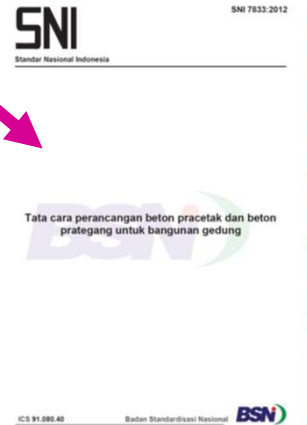 SNI 7833:2012
SNI
Standar Nasional Indonesia
Tata cara perancangan beton pracetak dan beton
prategang untuk bangunan gedung
BSN
ICS 91.080.40
Badan Standardisasi Nasional
BSN